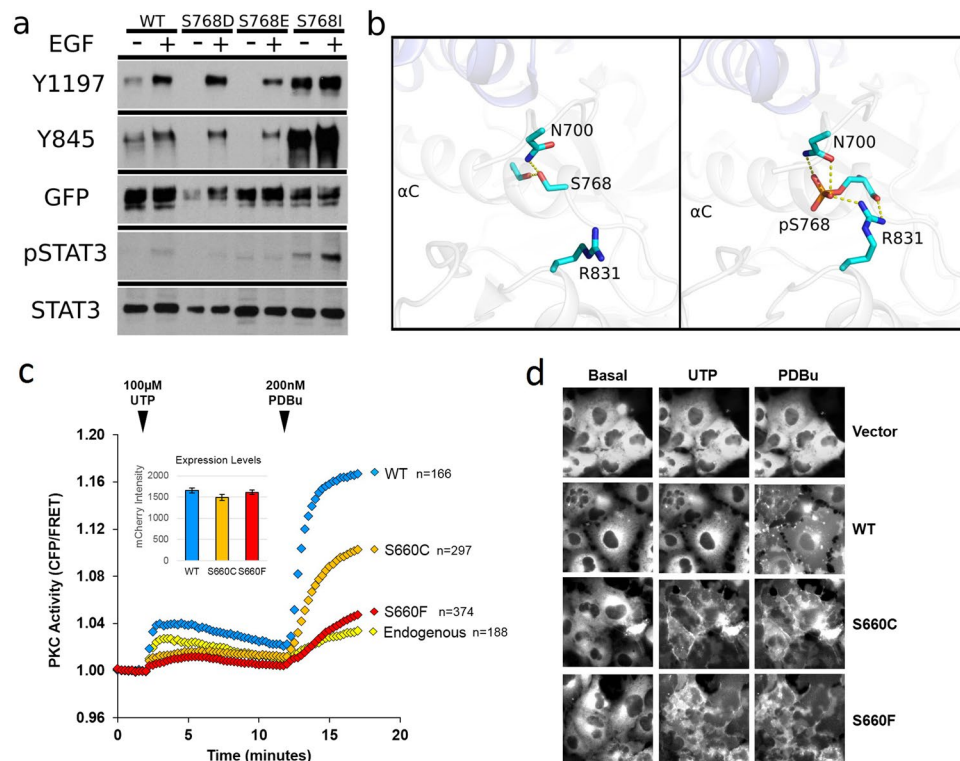 a
WT S768D S768E S768I
EGF - + - + - + - +
Y1197
Y845
GFP
pSTAT3
STAT3
b
N700
S768
αC
R831
N700
αC
pS768
R831
c
100µM
UTP
200nM
PDBu
PKC Activity (CFP/FRET)
1.20
1.16
1.12
1.08
1.04
1.00
0.96
0 5 10 15 20
Time (minutes)
Expression Levels
mCherry Intensity
2000
1500
1000
500
0
WT S660C S660F
WT n=166
S660C n=297
S660F n=374
Endogenous n=188
d
Basal UTP PDBu
Vector
WT
S660C
S660F